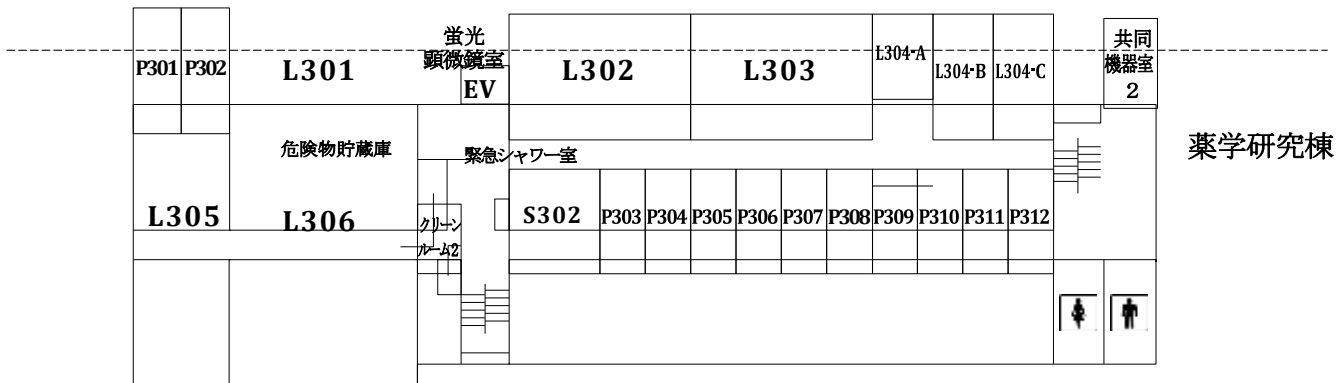 P301
P302
L301
蛍光
顕微鏡室
EV
L302
L303
L304-A
L304-B
L304-C
共同
機器室
2
薬学研究棟
危険物貯蔵庫
緊急シャワー室
L305
L306
クリーン
ルーム2
S302
P303
P304
P305
P306
P307
P308
P309
P310
P311
P312